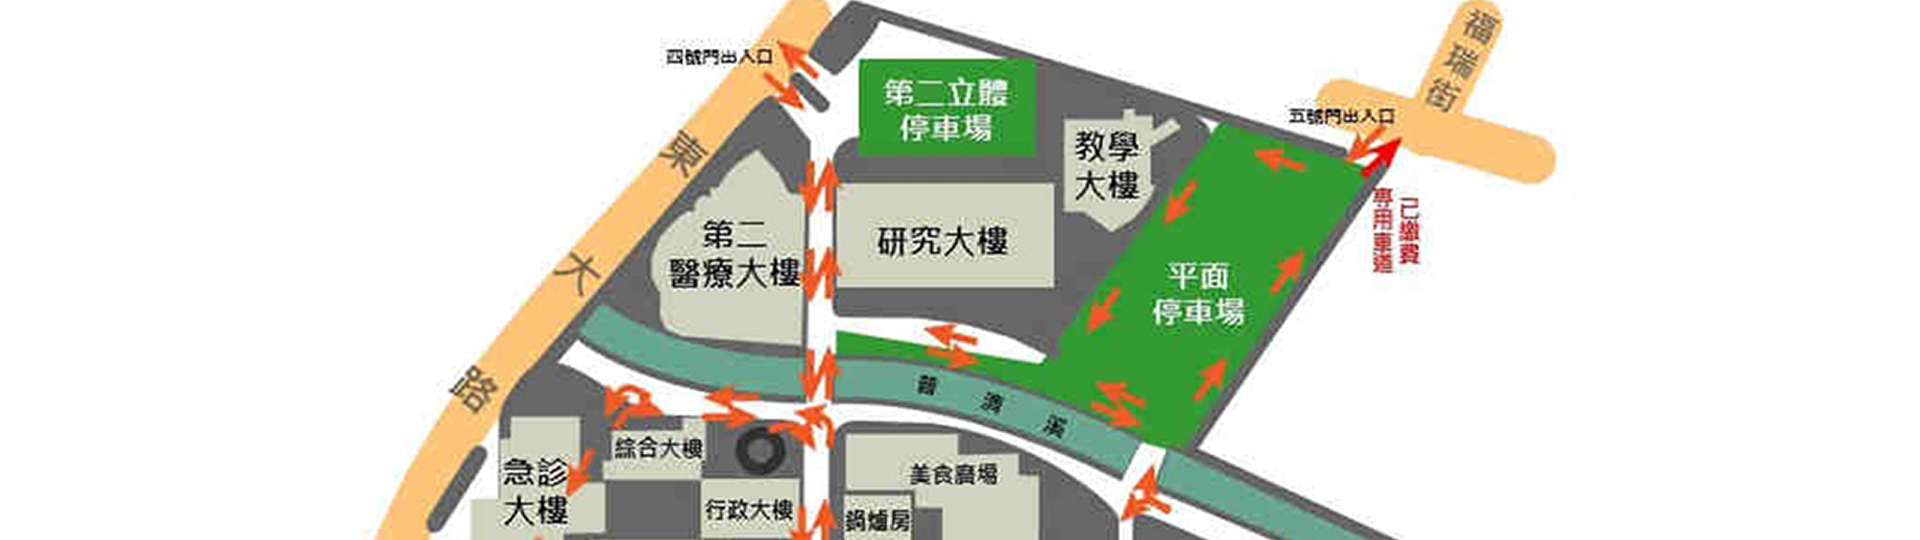 福瑞街
四號門出入口
第二立體
停車場
五號門出入口
教學
大樓
東大路
已繳費
專用車道
第二
醫療大樓
研究大樓
平面
停車場
普濟溪
綜合大樓
急診
大樓
美食廣場
行政大樓
鍋爐房